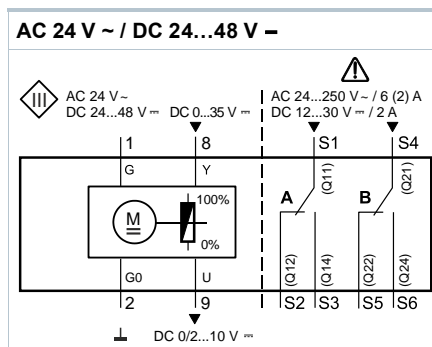 AC 24 V ~ / DC 24...48 V ⎓
III
AC 24 V ~
DC 24...48 V ⎓
DC 0...35 V ⎓
AC 24...250 V ~ / 6 (2) A
DC 12...30 V ⎓ / 2 A
1 8 S1 S4
G Y (Q11) (Q21)
100%
A B
M
0%
(Q12) (Q14) (Q22) (Q24)
G0 U
2 9 S2 S3 S5 S6
DC 0/2...10 V ⎓